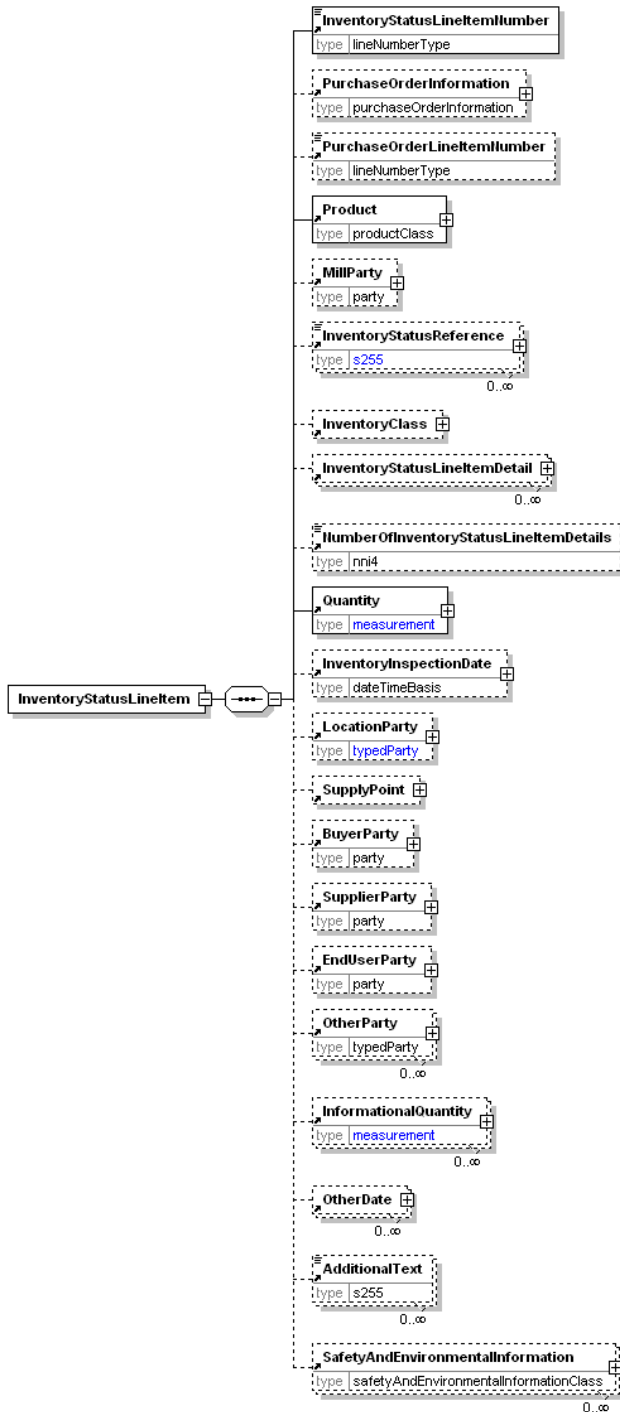 InventoryStatusLineItemNumber
type lineNumberType
PurchaseOrderInformation
type purchaseOrderInformation
PurchaseOrderLineItemNumber
type lineNumberType
Product
type productClass
MillParty
type party
InventoryStatusReference
type s255
0..∞
InventoryClass
InventoryStatusLineItemDetail
0..∞
NumberOfInventoryStatusLineItemDetails
type nni4
Quantity
type measurement
InventoryInspectionDate
type dateTimeBasis
InventoryStatusLineItem
LocationParty
type typedParty
SupplyPoint
BuyerParty
type party
SupplierParty
type party
EndUserParty
type party
OtherParty
type typedParty
0..∞
InformationalQuantity
type measurement
0..∞
OtherDate
0..∞
AdditionalText
type s255
0..∞
SafetyAndEnvironmentalInformation
type safetyAndEnvironmentalInformationClass
0..∞